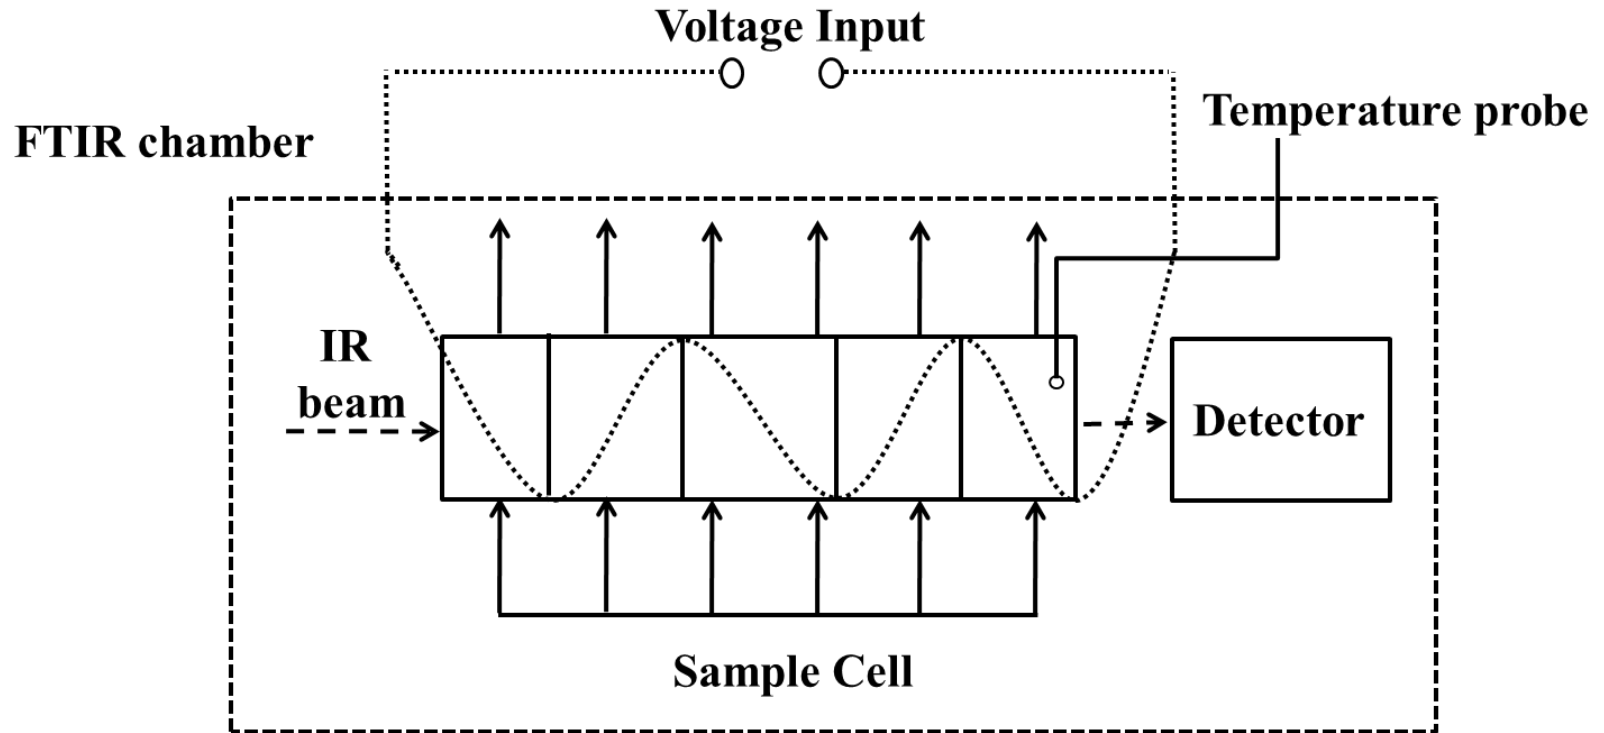 Voltage Input
Temperature probe
FTIR chamber
IR
beam
Detector
Sample Cell